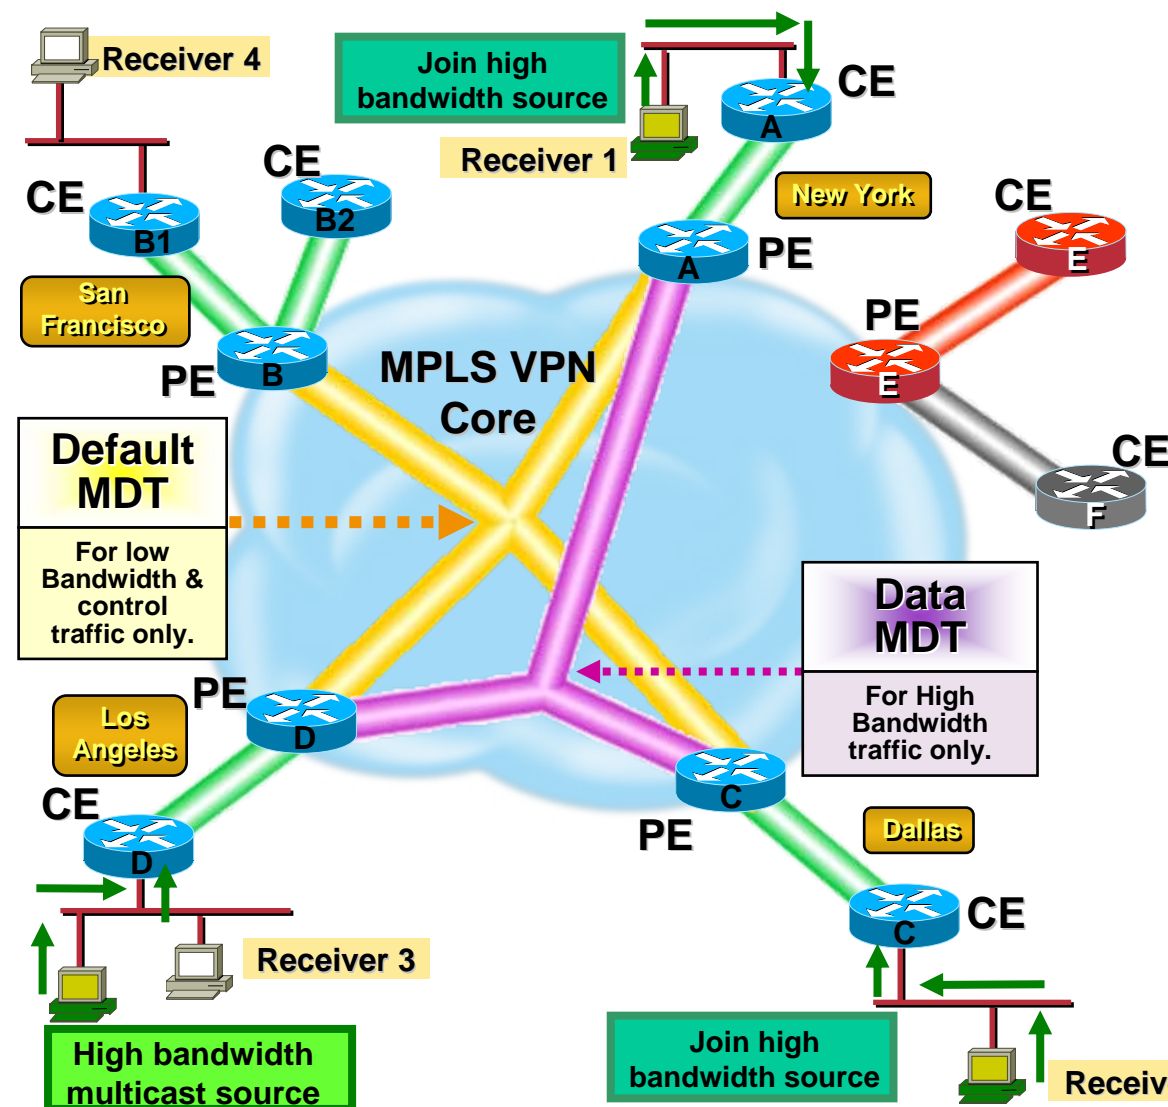 Receiver 4
Join high
bandwidth source
CE
A
Receiver 1
CE
CE
B1
B2
New York
CE
E
San
Francisco
A
PE
PE
B
MPLS VPN
Core
PE
E
CE
F
Default
MDT
For low
Bandwidth &
control
traffic only.
Data
MDT
For High
Bandwidth
traffic only.
PE
D
Los
Angeles
C
PE
Dallas
CE
D
C
CE
Receiver 3
High bandwidth
multicast source
Join high
bandwidth source